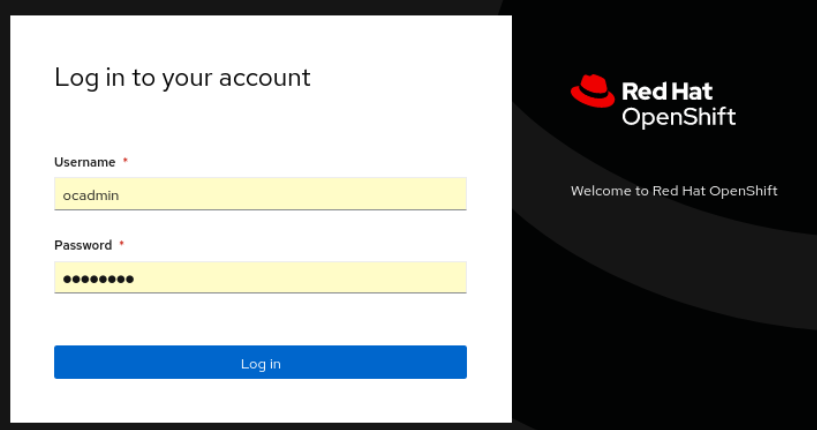 Log in to your account
Username *
ocadmin
Password *
●●●●●●●●
Log in
Red Hat
OpenShift
Welcome to Red Hat OpenShift